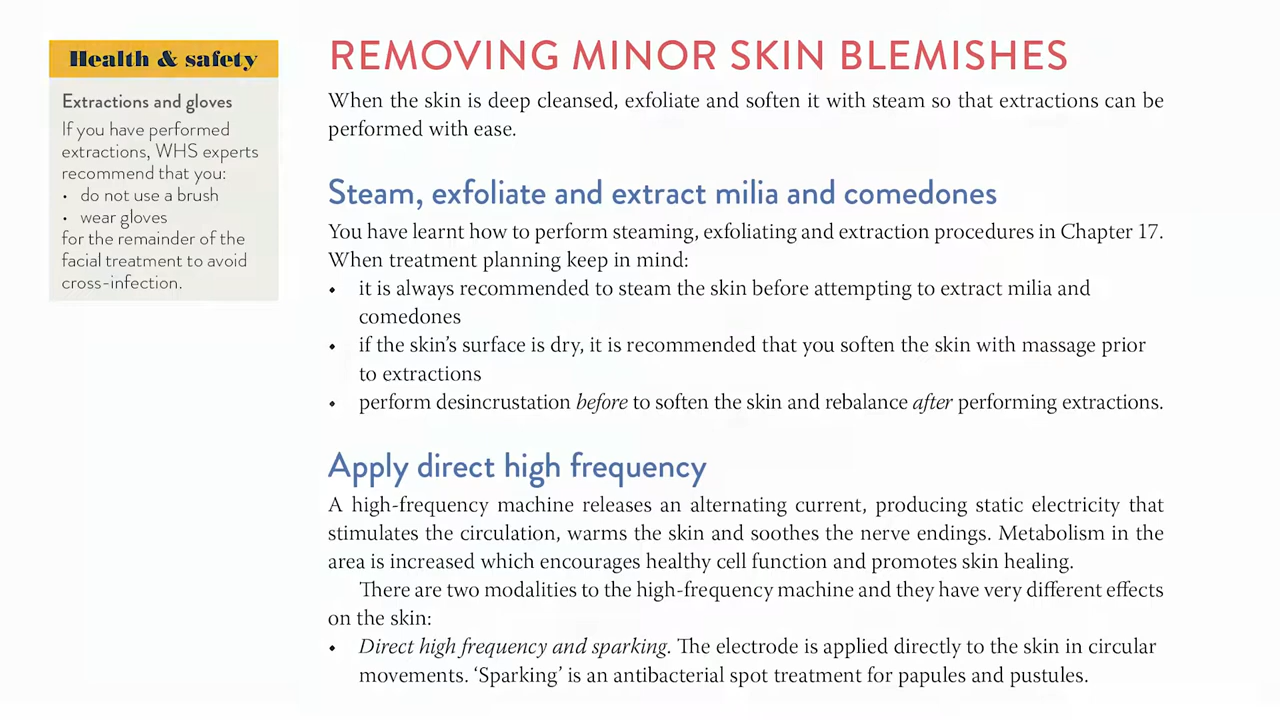 Health & safety
Extractions and gloves
If you have performed
extractions, WHS experts
recommend that you:
• do not use a brush
• wear gloves
for the remainder of the
facial treatment to avoid
cross-infection.
REMOVING MINOR SKIN BLEMISHES
When the skin is deep cleansed, exfoliate and soften it with steam so that extractions can be
performed with ease.
Steam, exfoliate and extract milia and comedones
You have learnt how to perform steaming, exfoliating and extraction procedures in Chapter 17.
When treatment planning keep in mind:
• it is always recommended to steam the skin before attempting to extract milia and
comedones
• if the skin's surface is dry, it is recommended that you soften the skin with massage prior
to extractions
• perform desincrustation before to soften the skin and rebalance after performing extractions.
Apply direct high frequency
A high-frequency machine releases an alternating current, producing static electricity that
stimulates the circulation, warms the skin and soothes the nerve endings. Metabolism in the
area is increased which encourages healthy cell function and promotes skin healing.
There are two modalities to the high-frequency machine and they have very different effects
on the skin:
• Direct high frequency and sparking. The electrode is applied directly to the skin in circular
movements. 'Sparking' is an antibacterial spot treatment for papules and pustules.